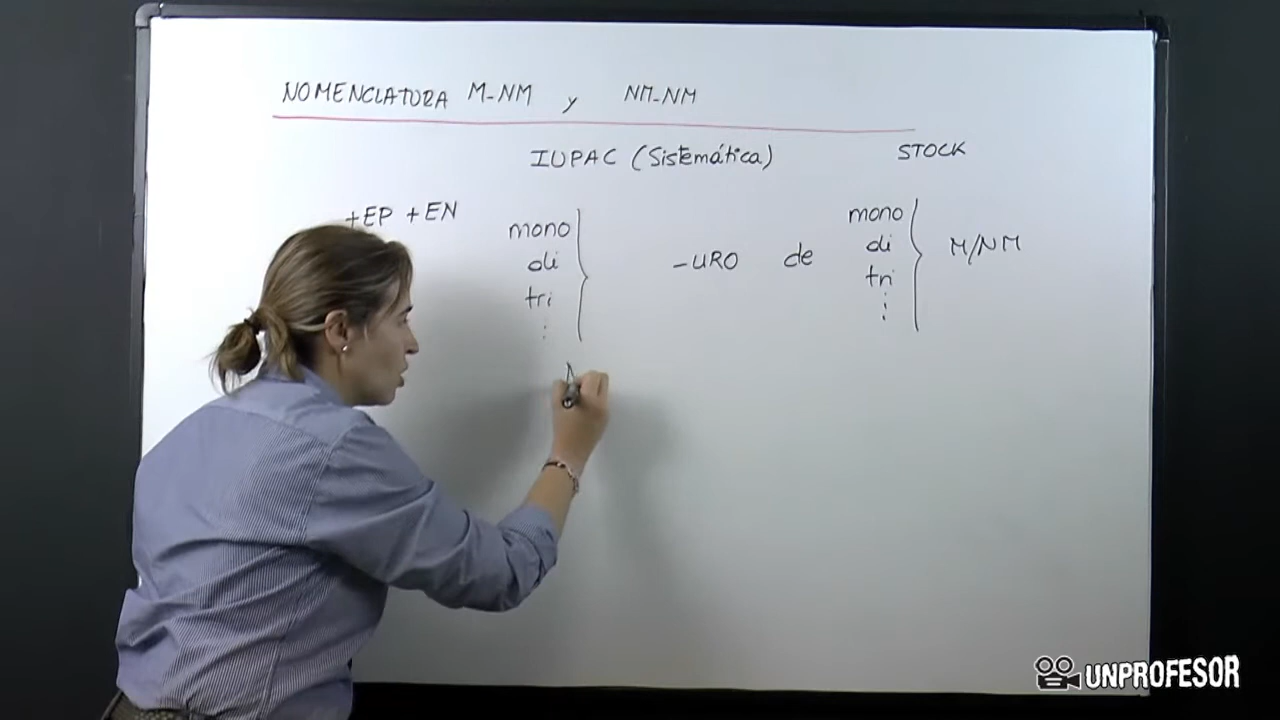 NOMENCLATURA M-NM y NM-NM
IUPAC (Sistemática) STOCK
+EP +EN
mono
di
tri
⋮
-URO de
mono
di
tri
⋮
M/NM
UNPROFESOR